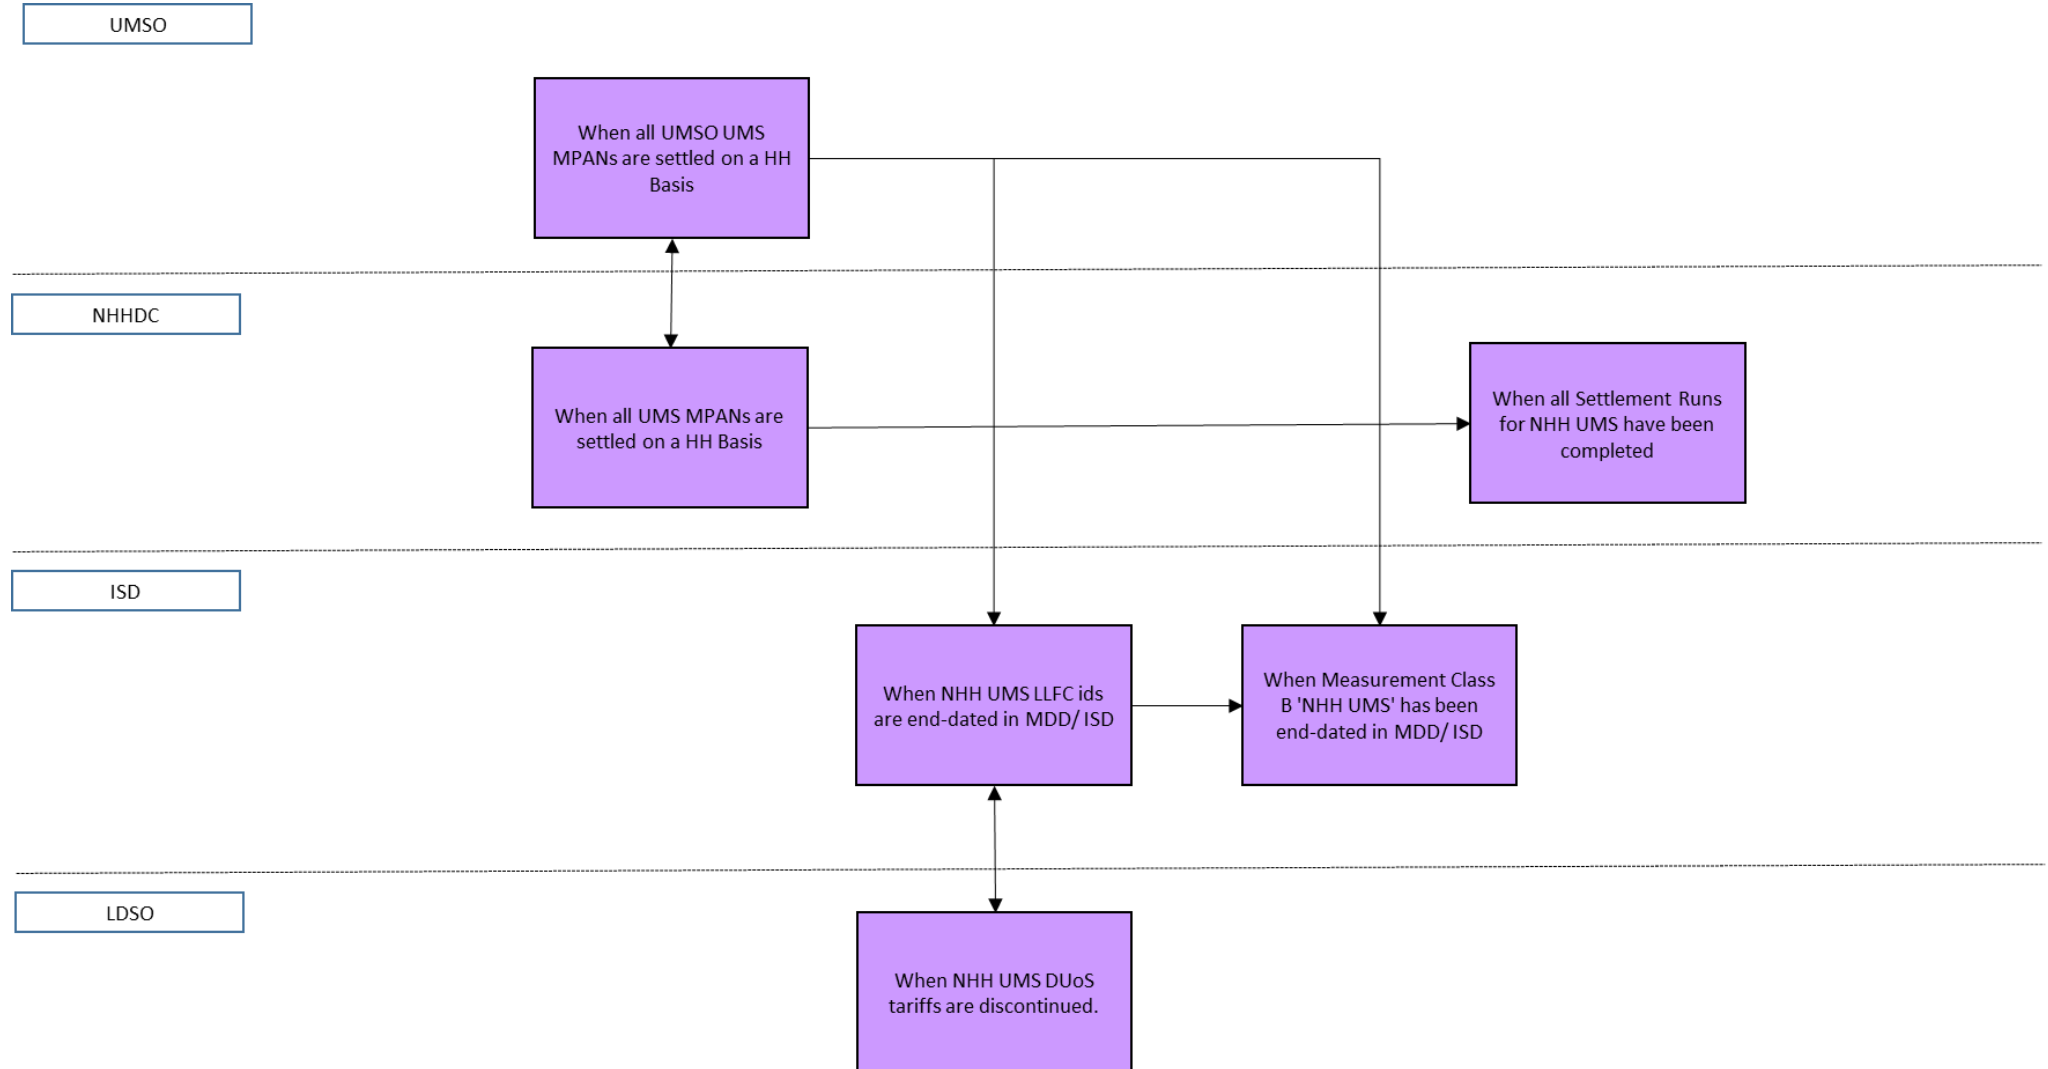 UMSO
When all UMSO UMS
MPANs are settled on a HH
Basis
NHHDC
When all UMS MPANs are
settled on a HH Basis
When all Settlement Runs
for NHH UMS have been
completed
ISD
When NHH UMS LLFC ids
are end-dated in MDD/ ISD
When Measurement Class
B 'NHH UMS' has been
end-dated in MDD/ ISD
LDSO
When NHH UMS DUoS
tariffs are discontinued.